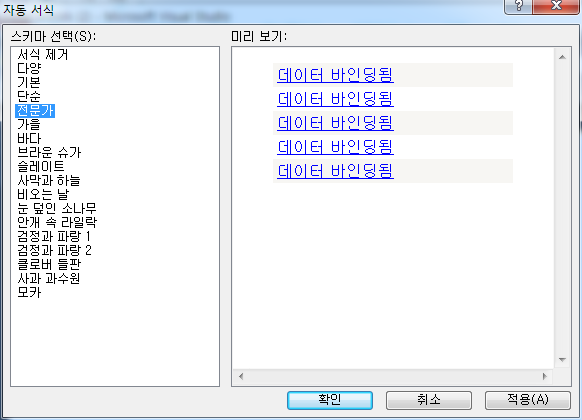 Microsoft Visual Studio
자동 서식
스키마 선택(S):
서식 제거
다양
기본
단순
전문가
가을
바다
브라운 슈가
슬레이트
사막과 하늘
비오는 날
눈 덮인 소나무
안개 속 라일락
검정과 파랑 1
검정과 파랑 2
클로버 들판
사과 과수원
모카
미리 보기:
데이터 바인딩됨
데이터 바인딩됨
데이터 바인딩됨
데이터 바인딩됨
데이터 바인딩됨
확인
취소
적용(A)